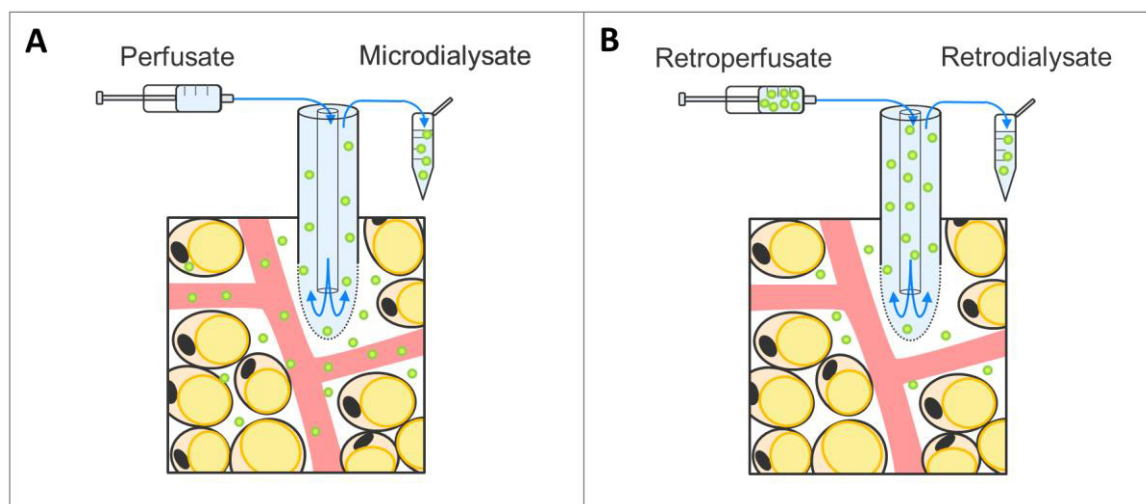 A
Perfusate
Microdialysate
B
Retroperfusate
Retrodialysate